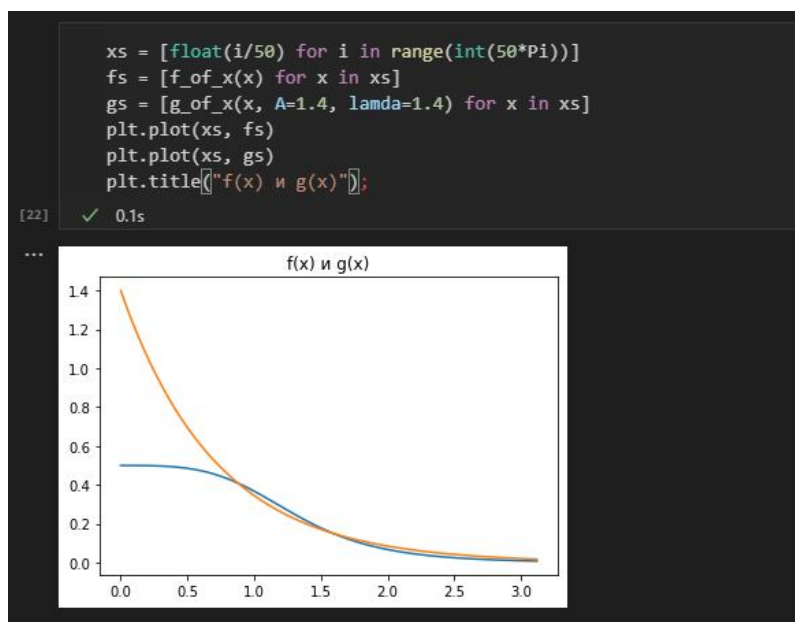 xs = [float(i/50) for i in range(int(50*Pi))]
fs = [f_of_x(x) for x in xs]
gs = [g_of_x(x, A=1.4, lamda=1.4) for x in xs]
plt.plot(xs, fs)
plt.plot(xs, gs)
plt.title("f(x) и g(x)");
[22] ✓ 0.1s
...
f(x) и g(x)
1.4
1.2
1.0
0.8
0.6
0.4
0.2
0.0
0.0 0.5 1.0 1.5 2.0 2.5 3.0